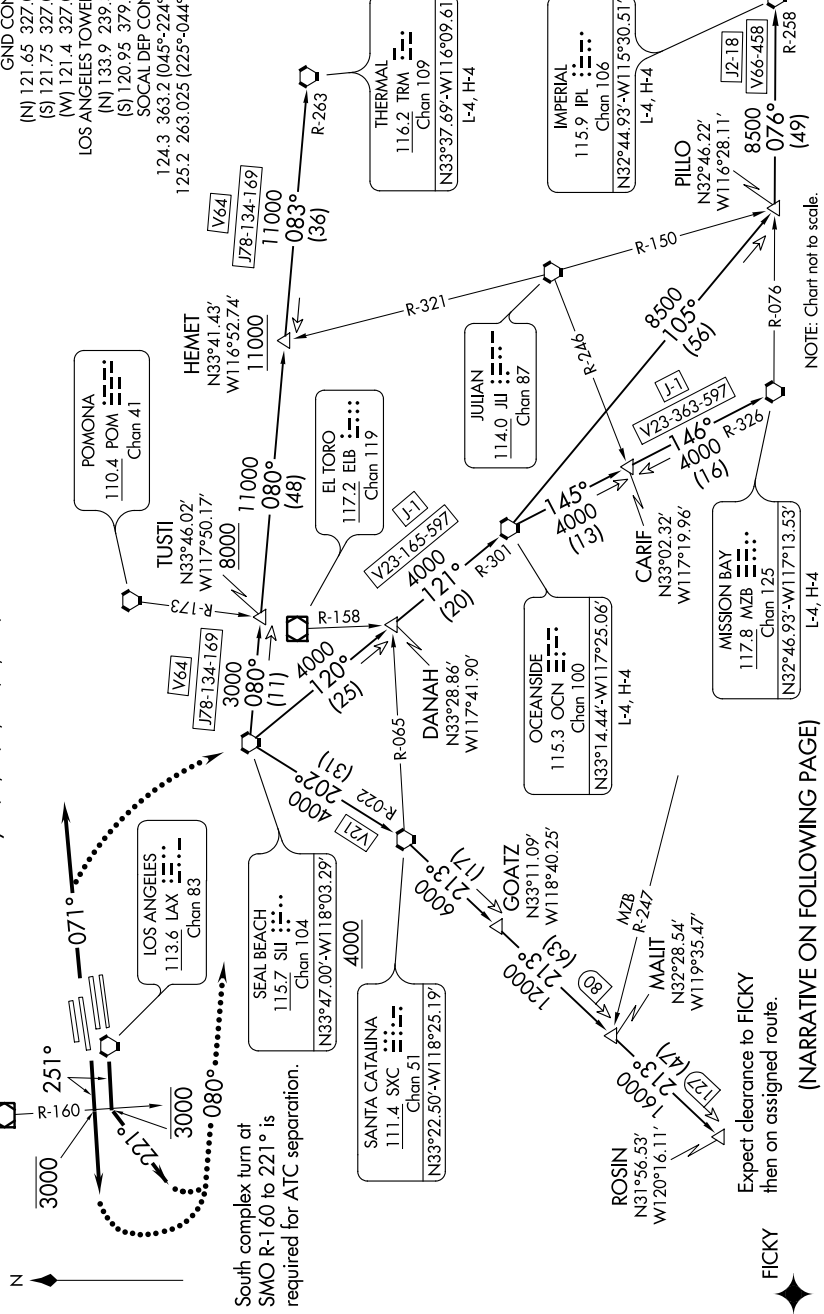 GND CON
(N) 121.65 327.
(S) 121.75 327.
(W) 121.4 327.
LOS ANGELES TOWER
(N) 133.9 239.
(S) 120.95 379.
SOCAL DEP CON
124.3 363.2 (045°-224°
125.2 263.025 (225°-044°
N
R-160
3000
3000
251°
221°
080°
071°
South complex turn at
SMO R-160 to 221° is
required for ATC separation.
LOS ANGELES
113.6 LAX
Chan 83
SEAL BEACH
115.7 SLI
Chan 104
N33°47.00'-W118°03.29'
4000
V64
J78-134-169
3000
080°
(11)
POMONA
110.4 POM
Chan 41
R-173
TUSTI
N33°46.02'
W117°50.17'
8000
11000
080°
(48)
HEMET
N33°41.43'
W116°52.74'
11000
V64
J78-134-169
11000
083°
(36)
R-263
THERMAL
116.2 TRM
Chan 109
N33°37.69'-W116°09.61
L-4, H-4
EL TORO
117.2 ELB
Chan 119
R-158
4000
120°
(25)
DANAH
N33°28.86'
W117°41.90'
R-065
J-1
V23-165-597
4000
121°
(20)
R-301
OCEANSIDE
115.3 OCN
Chan 100
N33°14.44'-W117°25.06'
L-4, H-4
JULIAN
114.0 JLI
Chan 87
R-321
R-246
R-150
145°
4000
(13)
CARIF
N33°02.32'
W117°19.96'
J-1
V23-363-597
146°
4000
(16)
R-326
MISSION BAY
117.8 MZB
Chan 125
N32°46.93'-W117°13.53'
L-4, H-4
8500
105°
(56)
R-076
PILLO
N32°46.22'
W116°28.11'
J2-18
V66-458
8500
076°
(49)
R-258
IMPERIAL
115.9 IPL
Chan 106
N32°44.93'-W115°30.51'
L-4, H-4
4000
202°
(31)
R-022
V21
SANTA CATALINA
111.4 SXC
Chan 51
N33°22.50'-W118°25.19'
6000
213°
(17)
GOATZ
N33°11.09'
W118°40.25'
12000
213°
(63)
80
MZB
R-247
MALIT
N32°28.54'
W119°35.47'
16000
213°
(47)
127
ROSIN
N31°56.53'
W120°16.11'
FICKY
Expect clearance to FICKY
then on assigned route.
NOTE: Chart not to scale.
(NARRATIVE ON FOLLOWING PAGE)